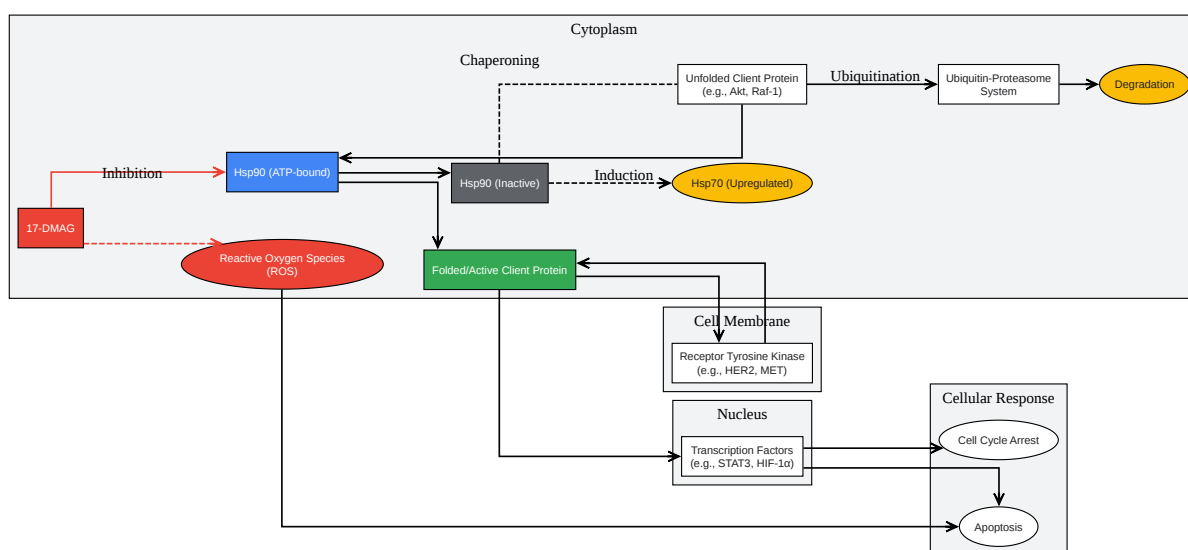 Cytoplasm
Chaperoning
Unfolded Client Protein
(e.g., Akt, Raf-1)
Ubiquitination
Ubiquitin-Proteasome
System
Degradation
Inhibition
Hsp90 (ATP-bound)
Hsp90 (Inactive)
Induction
Hsp70 (Upregulated)
17-DMAG
Reactive Oxygen Species
(ROS)
Folded/Active Client Protein
Cell Membrane
Receptor Tyrosine Kinase
(e.g., HER2, MET)
Nucleus
Transcription Factors
(e.g., STAT3, HIF-1α)
Cellular Response
Cell Cycle Arrest
Apoptosis